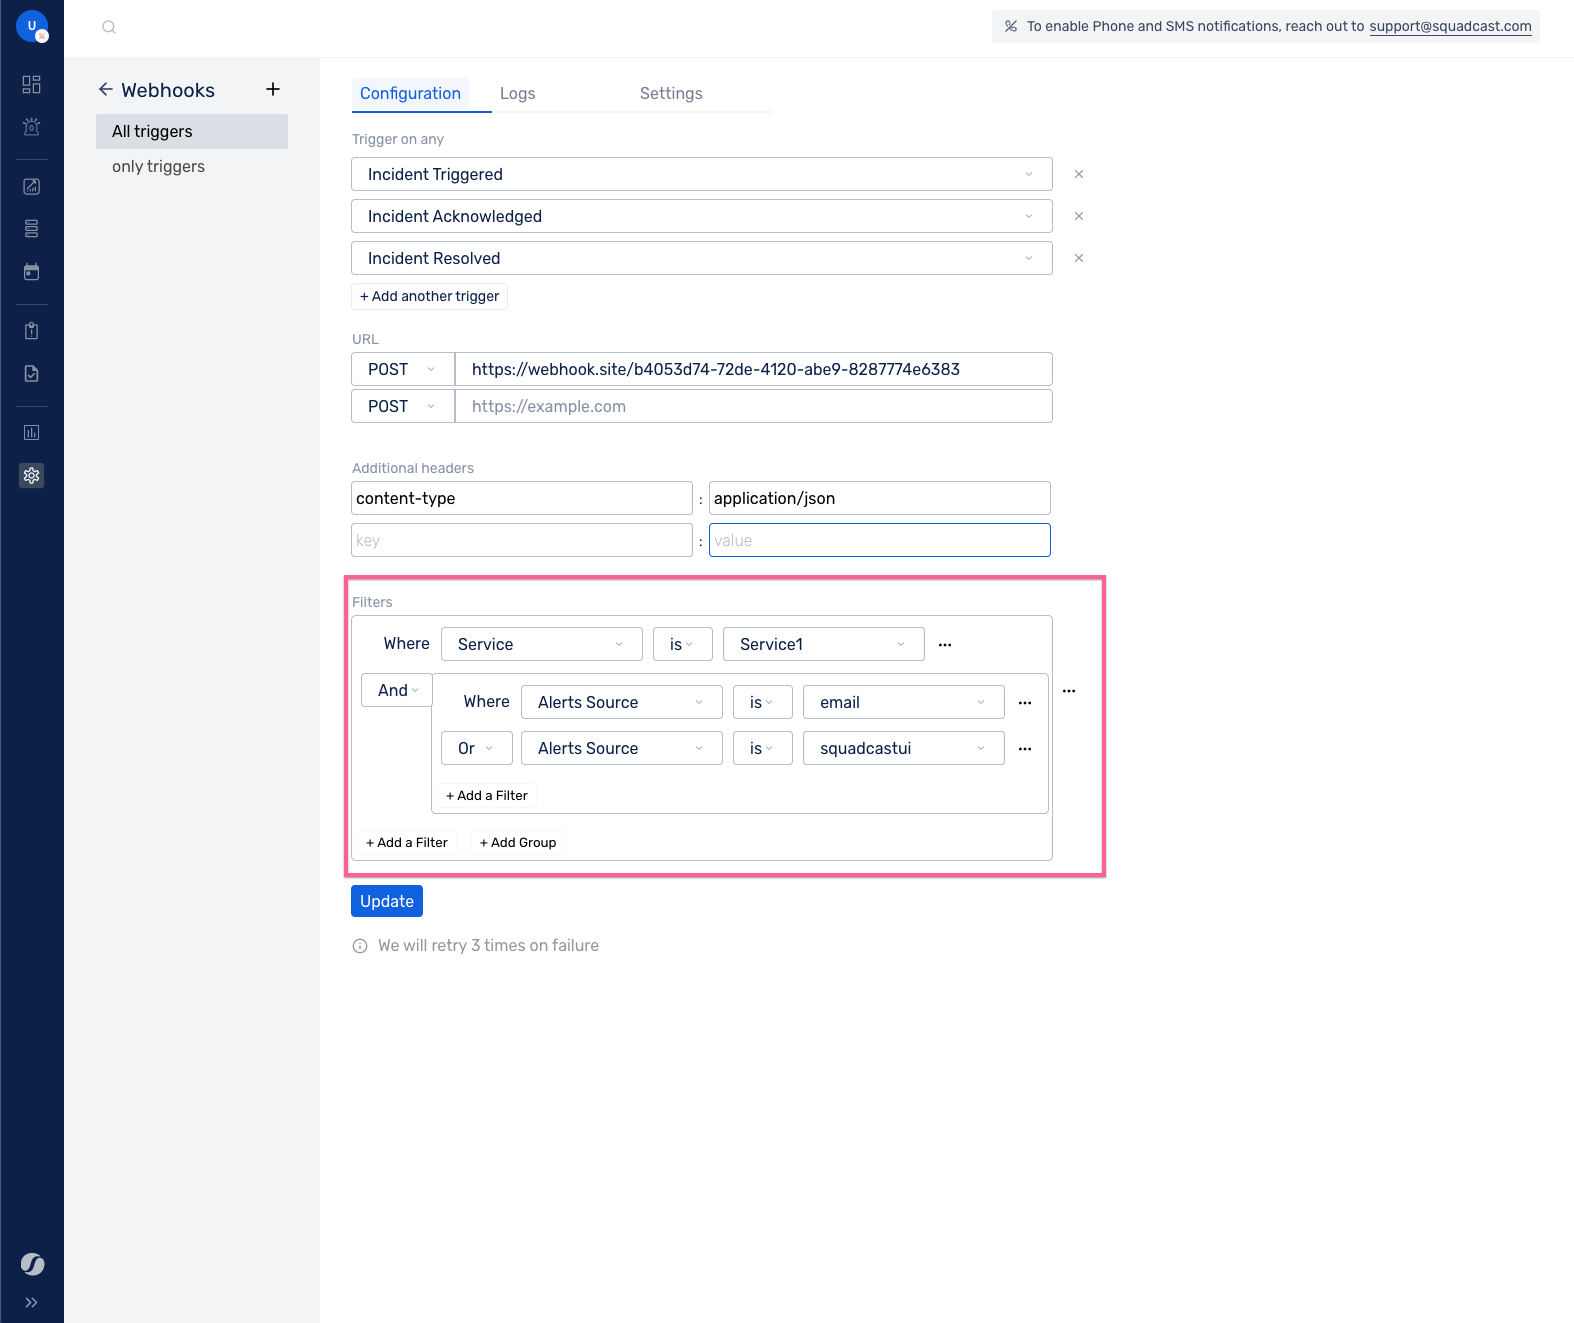 U
To enable Phone and SMS notifications, reach out to support@squadcast.com
Webhooks +
All triggers
only triggers
Configuration Logs Settings
Trigger on any
Incident Triggered
Incident Acknowledged
Incident Resolved
+ Add another trigger
URL
POST https://webhook.site/b4053d74-72de-4120-abe9-8287774e6383
POST https://example.com
Additional headers
content-type : application/json
key : value
Filters
Where Service is Service1 ...
And Where Alerts Source is email ...
Or Alerts Source is squadcastui ...
+ Add a Filter
+ Add a Filter + Add Group
Update
We will retry 3 times on failure